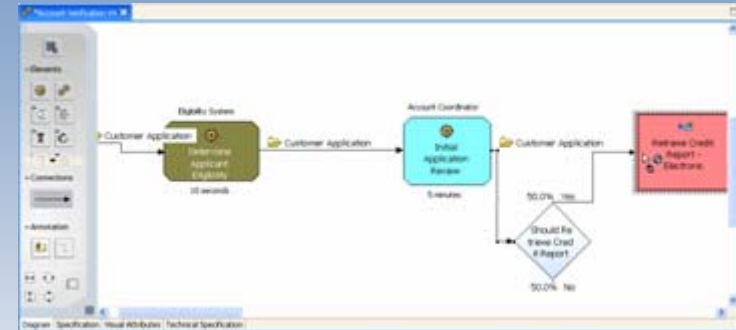 *Account Verification
Elements
Connections
Annotation
Customer Application
Eligibility System
Determine
Applicant
Eligibility
10 seconds
Customer Application
Account Coordinator
Initial
Application
Review
5 minutes
Customer Application
Retrieve Credit
Report -
Electronic
50.0% Yes
Should Re
trieve Cred
it Report
50.0% No
Diagram Specification Visual Attributes Technical Specification